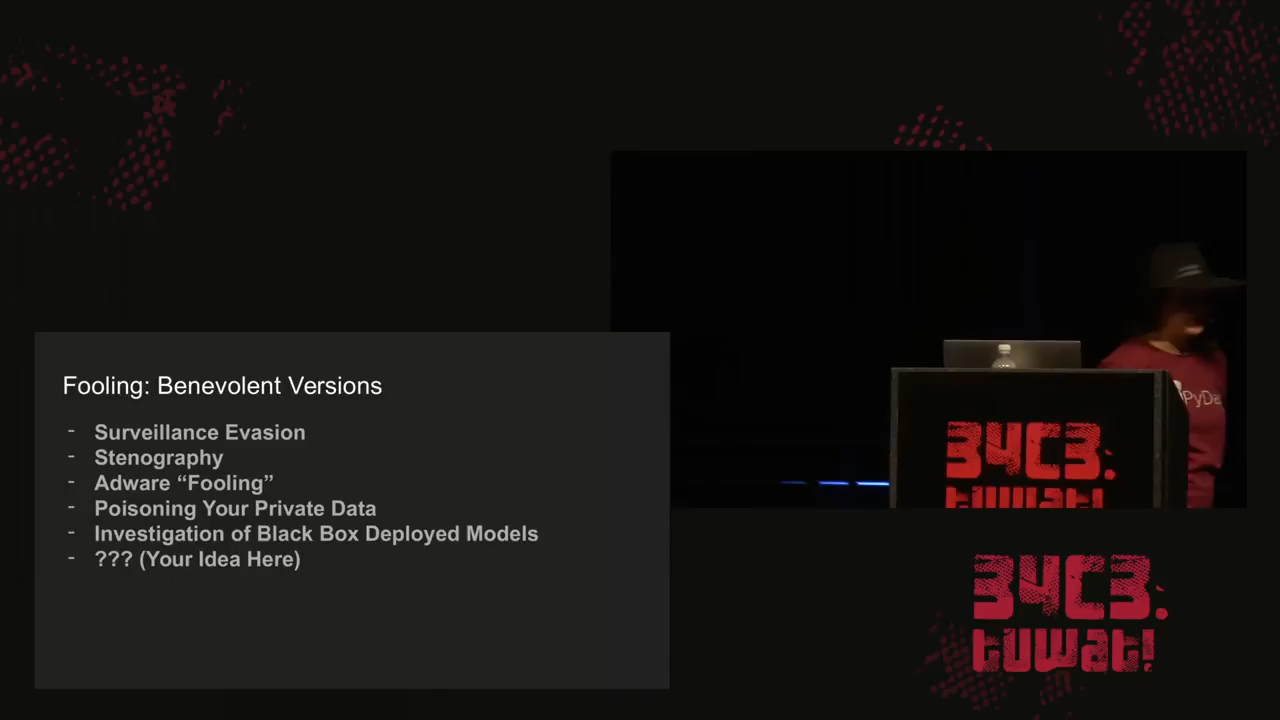 Fooling: Benevolent Versions
- Surveillance Evasion
- Stenography
- Adware “Fooling”
- Poisoning Your Private Data
- Investigation of Black Box Deployed Models
- ??? (Your Idea Here)
34C3.
tuwat!
34C3.
tuwat!